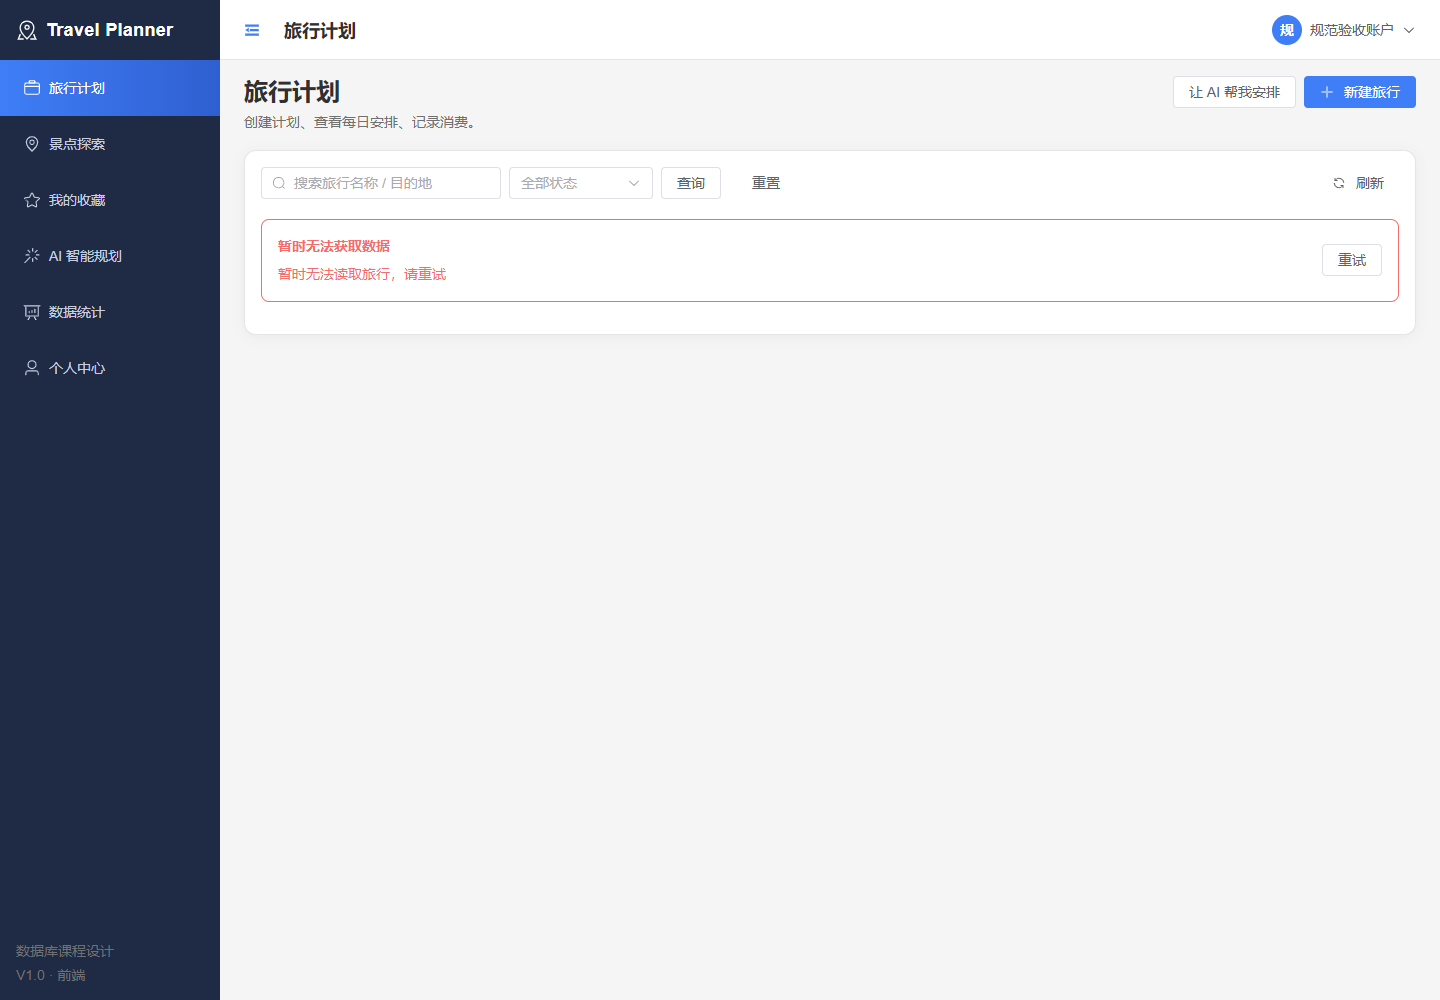 Travel Planner
旅行计划
景点探索
我的收藏
AI 智能规划
数据统计
个人中心
数据库课程设计
V1.0 · 前端
旅行计划
规 规范验收账户
旅行计划
创建计划、查看每日安排、记录消费。
让 AI 帮我安排
新建旅行
搜索旅行名称 / 目的地
全部状态
查询
重置
刷新
暂时无法获取数据
暂时无法读取旅行，请重试
重试